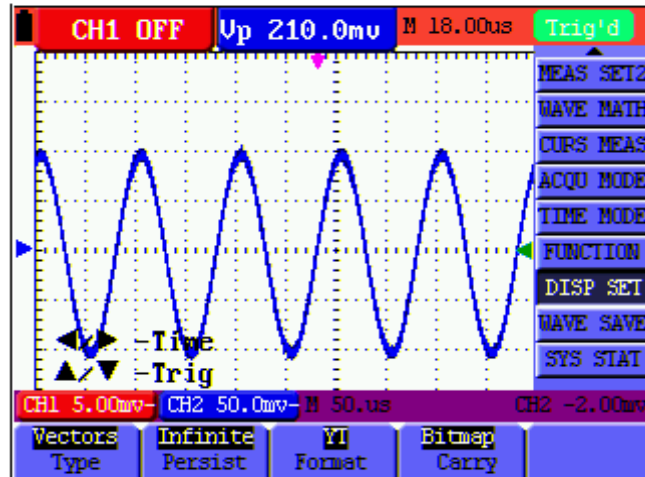 CH1 OFF Vp 210.0mv M 18.00us Trig'd
MEAS SET2
WAVE MATH
CURS MEAS
ACQU MODE
TIME MODE
FUNCTION
DISP SET
WAVE SAVE
SYS STAT
◀/▶ -Time
▲/▼ -Trig
CH1 5.00mv- CH2 50.0mv- M 50.us CH2 -2.00mv
Vectors Infinite YT Bitmap
Type Persist Format Carry